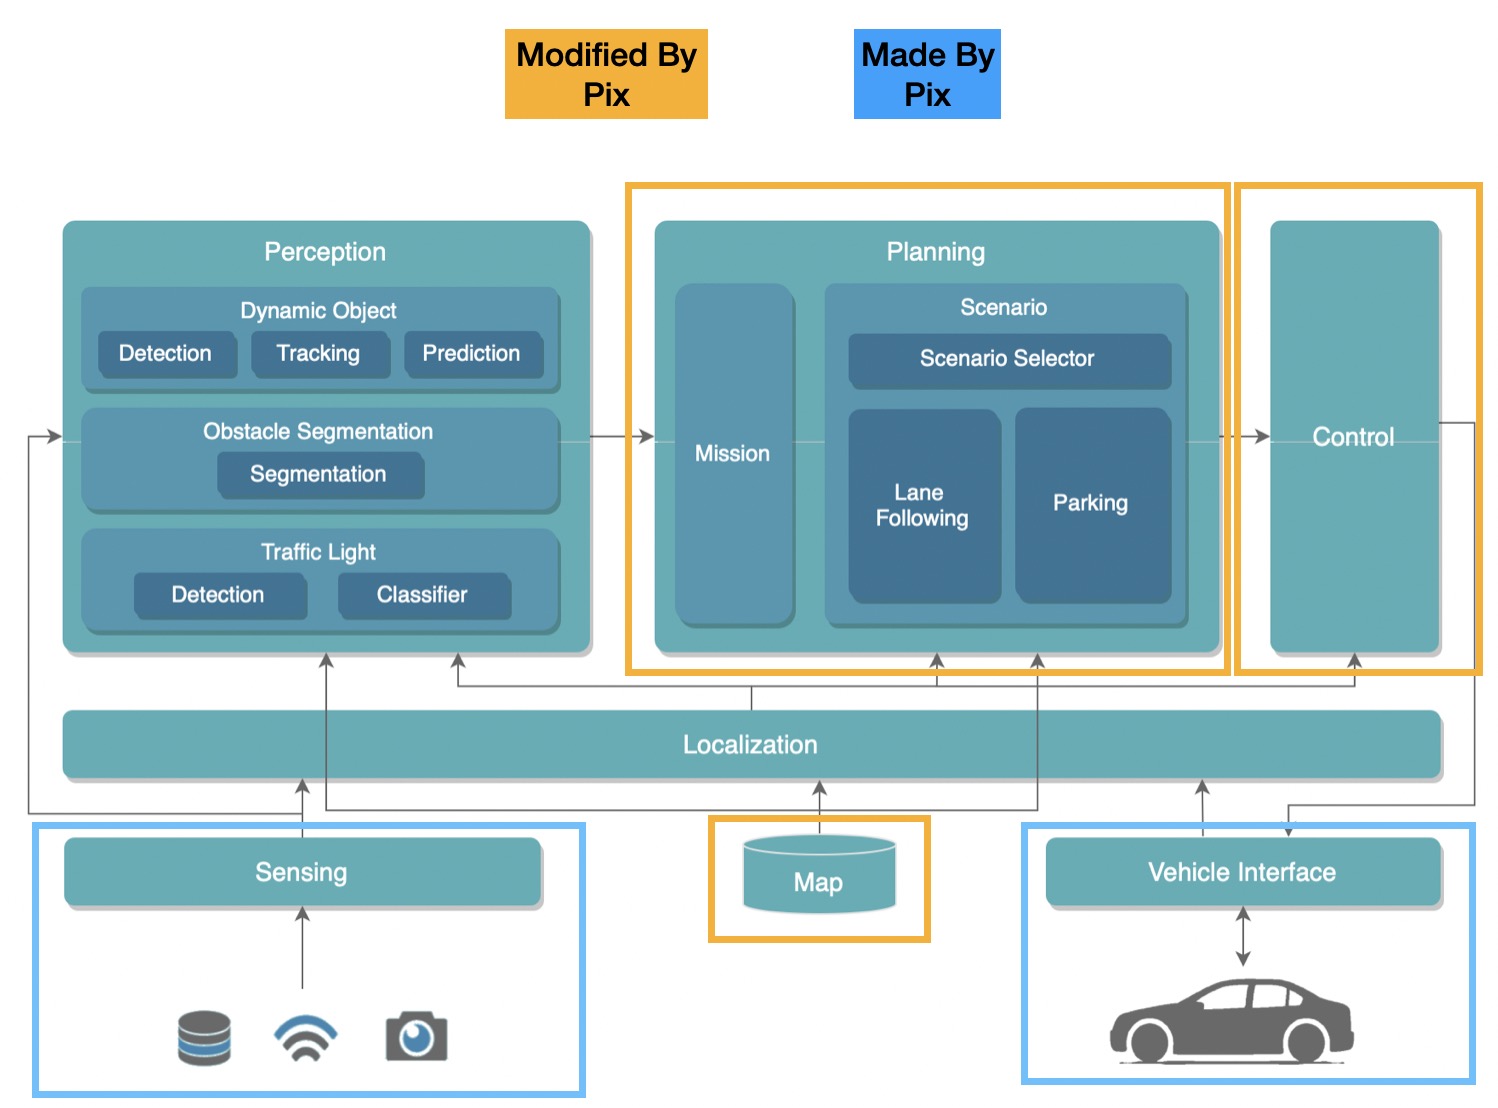 Modified By
Pix
Made By
Pix
Perception
Dynamic Object
Detection
Tracking
Prediction
Obstacle Segmentation
Segmentation
Traffic Light
Detection
Classifier
Planning
Mission
Scenario
Scenario Selector
Lane
Following
Parking
Control
Localization
Sensing
Map
Vehicle Interface